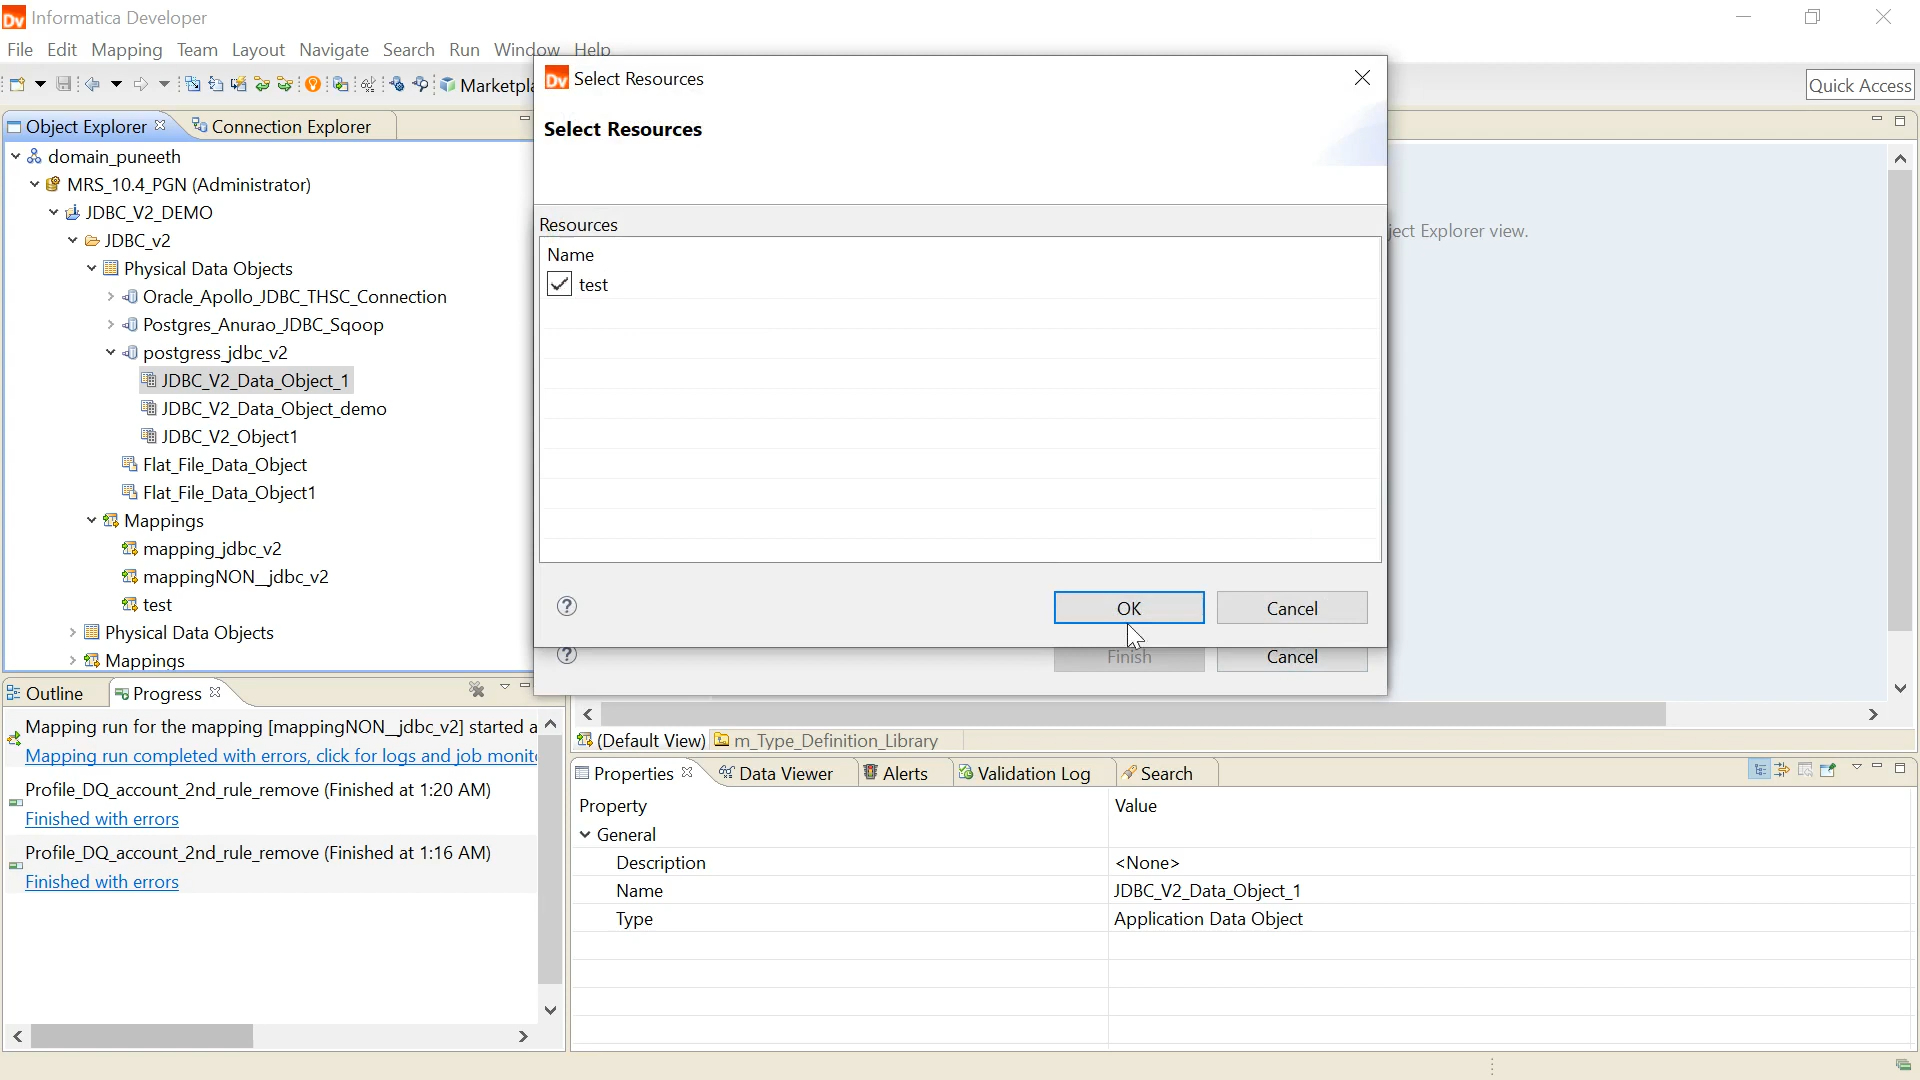 Dv Informatica Developer
File Edit Mapping Team Layout Navigate Search Run Window Help
Quick Access
Object Explorer
Connection Explorer
domain_puneeth
MRS_10.4_PGN (Administrator)
JDBC_V2_DEMO
JDBC_v2
Physical Data Objects
Oracle_Apollo_JDBC_THSC_Connection
Postgres_Anurao_JDBC_Sqoop
postgress_jdbc_v2
JDBC_V2_Data_Object_1
JDBC_V2_Data_Object_demo
JDBC_V2_Object1
Flat_File_Data_Object
Flat_File_Data_Object1
Mappings
mapping_jdbc_v2
mappingNON__jdbc_v2
test
Physical Data Objects
Mappings
Dv Select Resources
Select Resources
Resources
Name
test
? OK Cancel
? Finish Cancel
Explorer view.
Outline
Progress
Mapping run for the mapping [mappingNON__jdbc_v2] started a
Mapping run completed with errors, click for logs and job monit
Profile_DQ_account_2nd_rule_remove (Finished at 1:20 AM)
Finished with errors
Profile_DQ_account_2nd_rule_remove (Finished at 1:16 AM)
Finished with errors
(Default View) m_Type_Definition_Library
Properties Data Viewer Alerts Validation Log Search
Property Value
General
Description <None>
Name JDBC_V2_Data_Object_1
Type Application Data Object